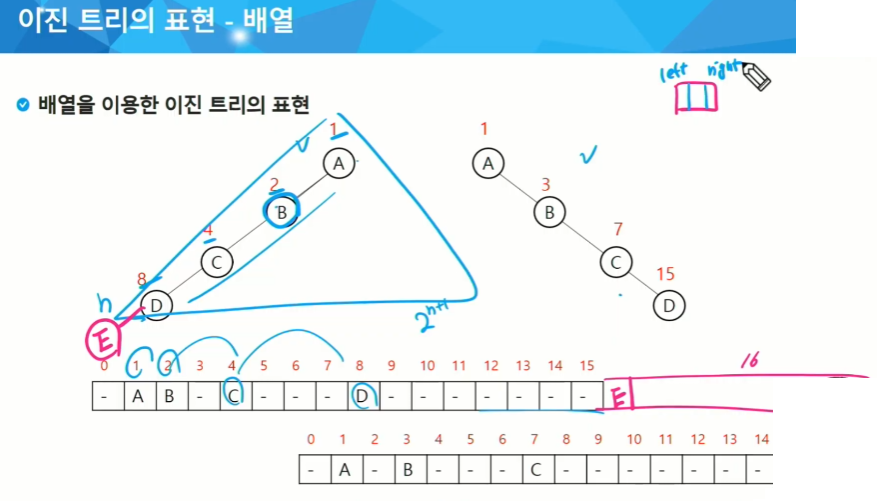 이진 트리의 표현 - 배열
left right
배열을 이용한 이진 트리의 표현
1
A
2
B
4
C
8
D
h
E
2^h+1
1
A
3
B
7
C
15
D
0 1 2 3 4 5 6 7 8 9 10 11 12 13 14 15 16
- A B - C - - - D - - - - - - - E
0 1 2 3 4 5 6 7 8 9 10 11 12 13 14
- A - B - - - C - - - - - - -